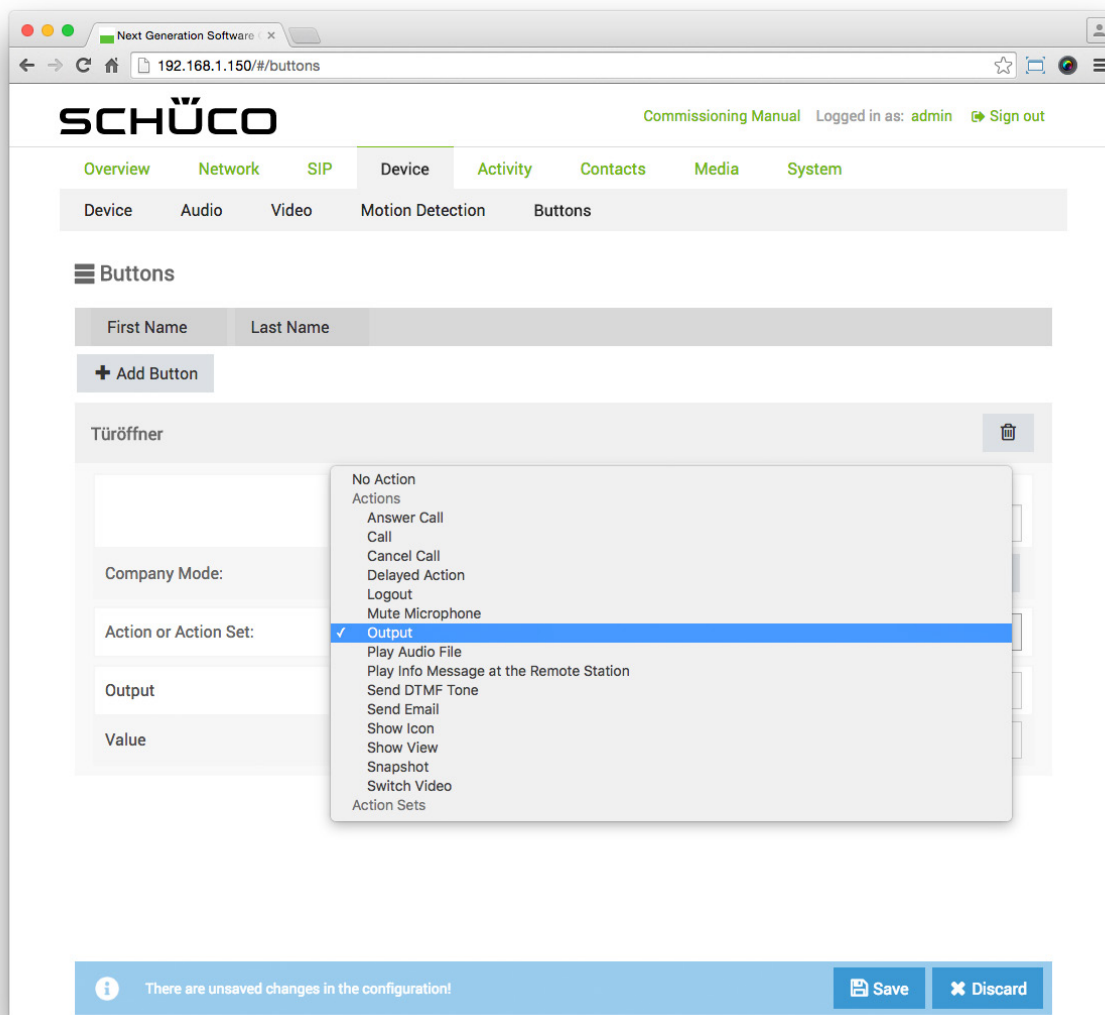 Next Generation Software
192.168.1.150/#/buttons
SCHÜCO
Commissioning Manual Logged in as: admin Sign out
Overview Network SIP Device Activity Contacts Media System
Device Audio Video Motion Detection Buttons
Buttons
First Name Last Name
Add Button
Türöffner
No Action
Actions
Answer Call
Call
Cancel Call
Delayed Action
Company Mode:
Logout
Mute Microphone
Action or Action Set:
✓ Output
Play Audio File
Play Info Message at the Remote Station
Output
Send DTMF Tone
Send Email
Show Icon
Value
Show View
Snapshot
Switch Video
Action Sets
There are unsaved changes in the configuration! Save Discard